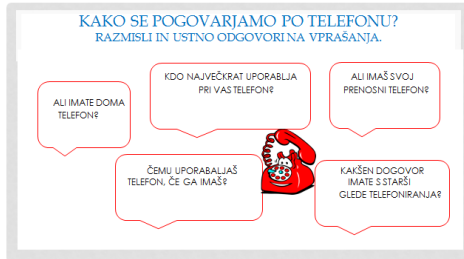 KAKO SE POGOVARJAMO PO TELEFONU?
RAZMISLI IN USTNO ODGOVORI NA VPRAŠANJA.
ALI IMATE DOMA
TELEFON?
KDO NAJVEČKRAT UPORABLJA
PRI VAS TELEFON?
ALI IMAŠ SVOJ
PRENOSNI TELEFON?
ČEMU UPORABALJAŠ
TELEFON, ČE GA IMAŠ?
KAKŠEN DOGOVOR
IMATE S STARŠI
GLEDE TELEFONIRANJA?